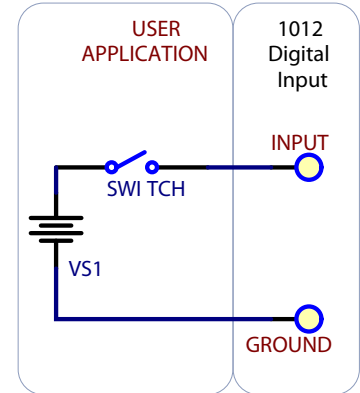 USER
APPLICATION
1012
Digital
Input
INPUT
SWI TCH
VS1
GROUND